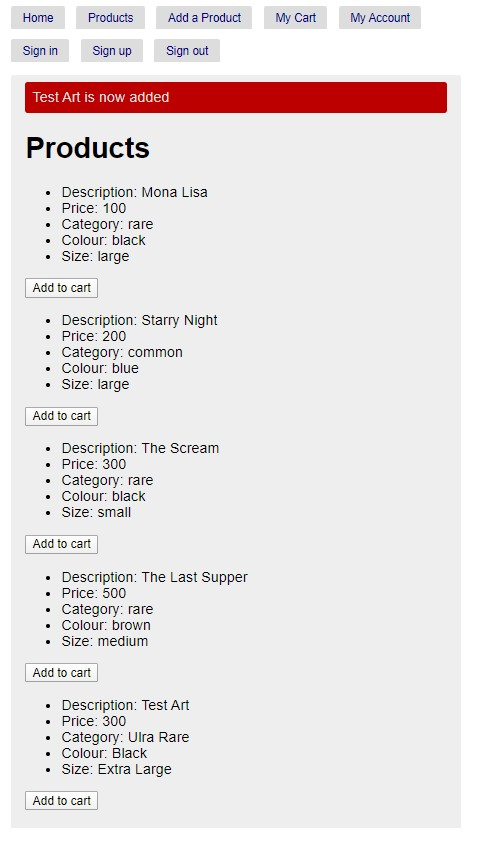 Home Products Add a Product My Cart My Account
Sign in Sign up Sign out
Test Art is now added
Products
Description: Mona Lisa
Price: 100
Category: rare
Colour: black
Size: large
Add to cart
Description: Starry Night
Price: 200
Category: common
Colour: blue
Size: large
Add to cart
Description: The Scream
Price: 300
Category: rare
Colour: black
Size: small
Add to cart
Description: The Last Supper
Price: 500
Category: rare
Colour: brown
Size: medium
Add to cart
Description: Test Art
Price: 300
Category: Ulra Rare
Colour: Black
Size: Extra Large
Add to cart